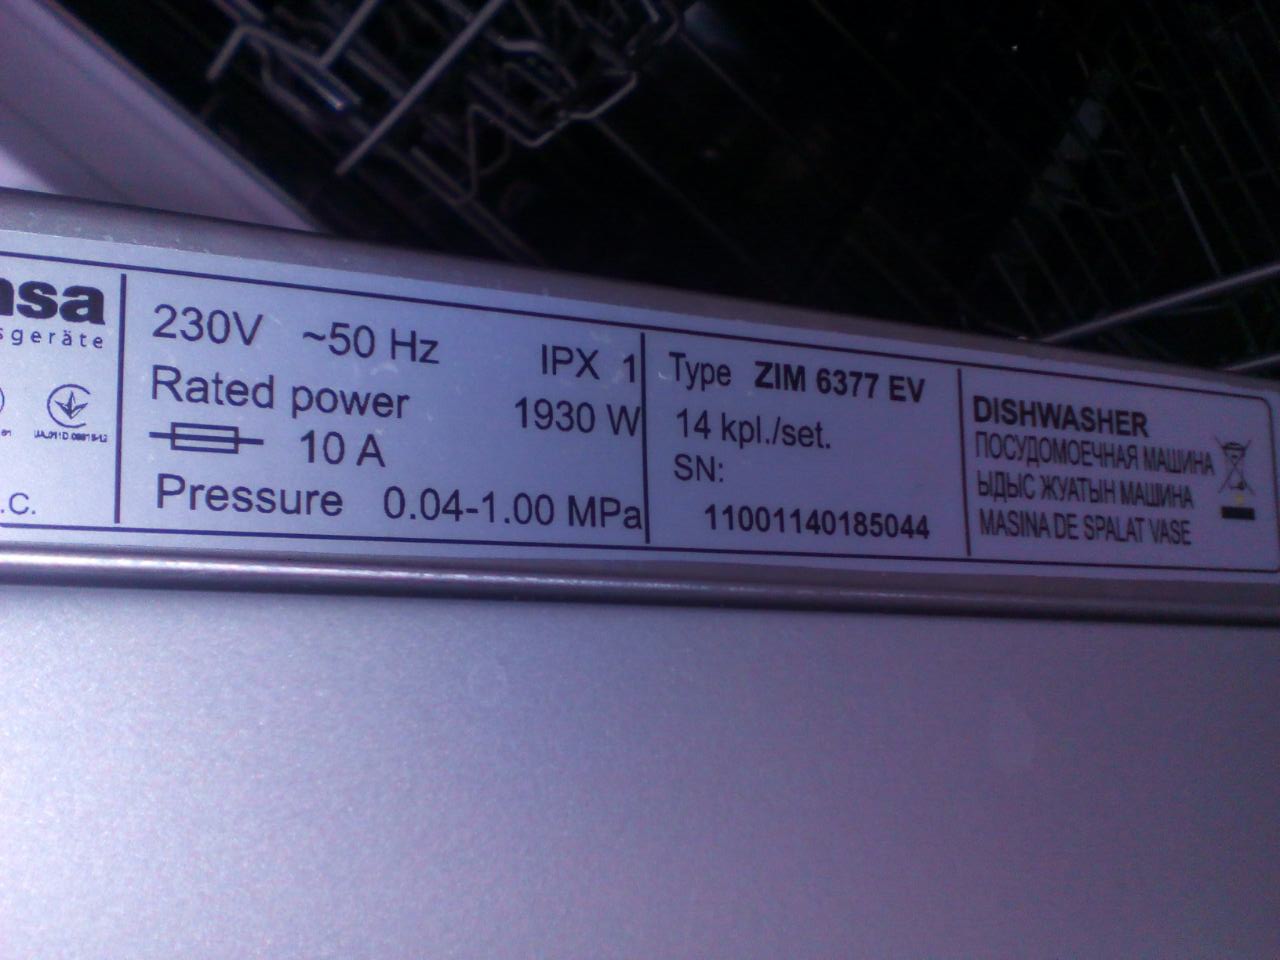 nsa
sgeräte
.C.
230V ~50 Hz IPX 1
Rated power 1930 W
10 A
Pressure 0.04-1.00 MPa
Type ZIM 6377 EV
14 kpl./set.
SN:
11001140185044
DISHWASHER
ПОСУДОМОЕЧНАЯ МАШИНА
ЫДЫС ЖУАТЫН МАШИНА
MASINA DE SPALAT VASE